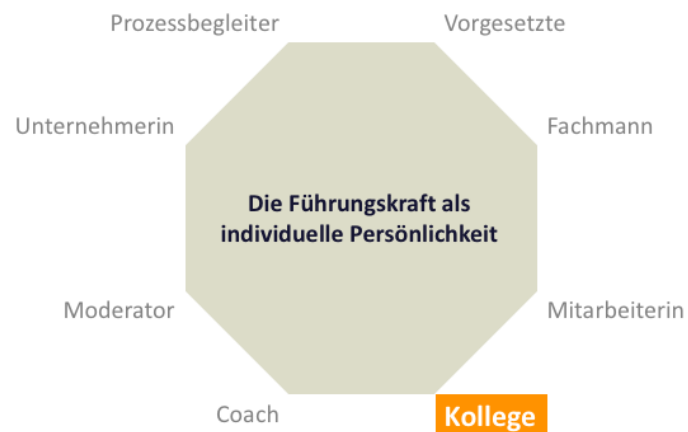 Prozessbegleiter
Vorgesetzte
Unternehmerin
Fachmann
Die Führungskraft als
individuelle Persönlichkeit
Moderator
Mitarbeiterin
Coach
Kollege